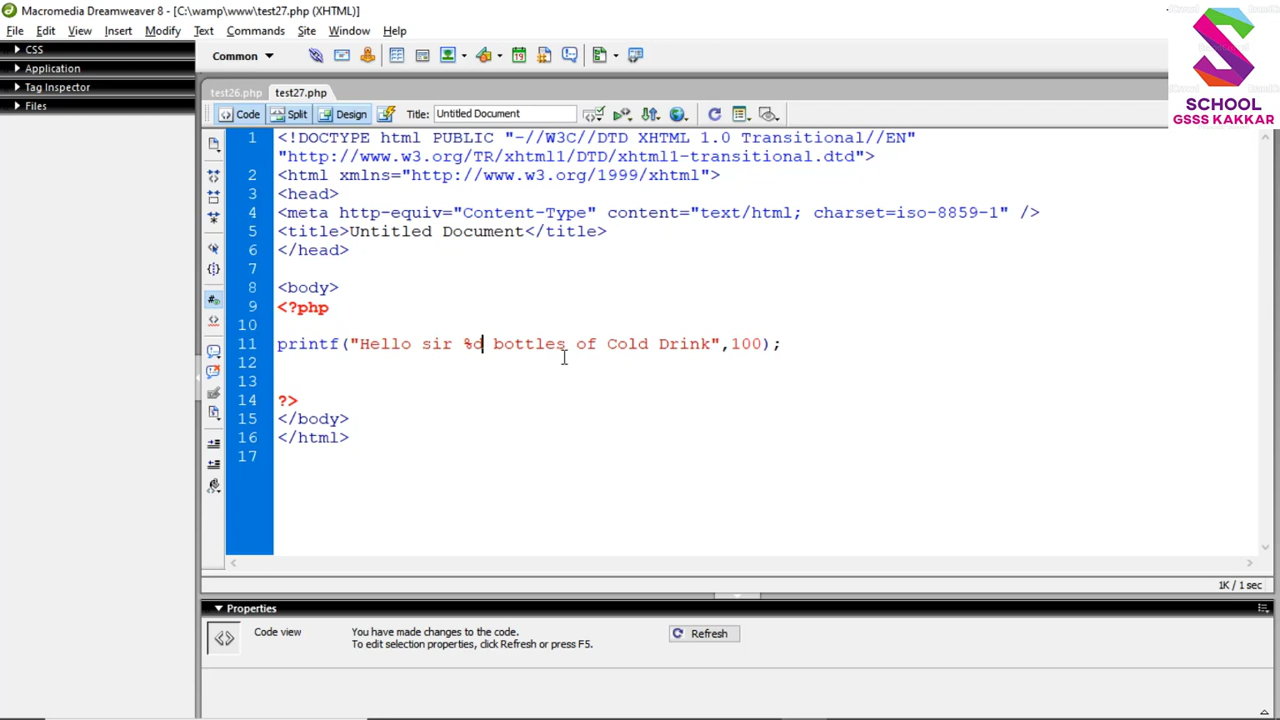 Macromedia Dreamweaver 8 - [C:\wamp\www\test27.php (XHTML)]
File Edit View Insert Modify Text Commands Site Window Help
CSS
Application
Tag Inspector
Files
Common
SCHOOL
GSSS KAKKAR
test26.php test27.php
Code Split Design Title: Untitled Document
1 <!DOCTYPE html PUBLIC "-//W3C//DTD XHTML 1.0 Transitional//EN"
"http://www.w3.org/TR/xhtml1/DTD/xhtml1-transitional.dtd">
2 <html xmlns="http://www.w3.org/1999/xhtml">
3 <head>
4 <meta http-equiv="Content-Type" content="text/html; charset=iso-8859-1" />
5 <title>Untitled Document</title>
6 </head>
7
8 <body>
9 <?php
10
11 printf("Hello sir %d bottles of Cold Drink",100);
12
13
14 ?>
15 </body>
16 </html>
17
1K / 1 sec
Properties
Code view
You have made changes to the code.
To edit selection properties, click Refresh or press F5.
Refresh